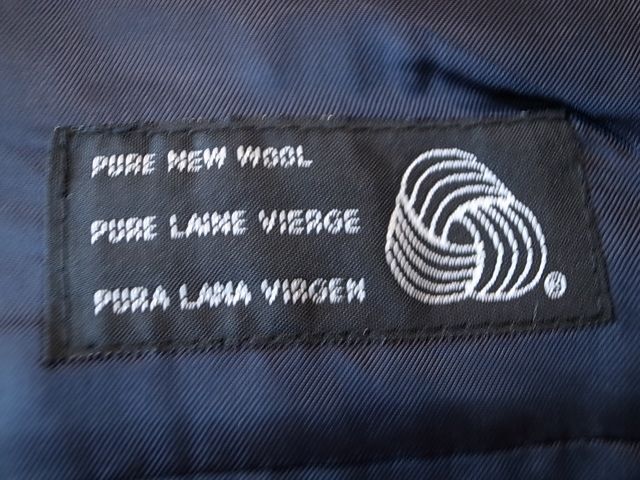 PURE NEW WOOL
PURE LAINE VIERGE
PURA LANA VIRGEN
®